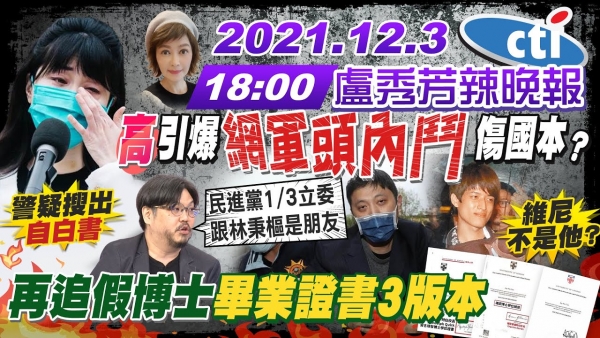 2021.12.3
cti
18:00 盧秀芳辣晚報
高引爆網軍頭內鬥傷國本?
警疑搜出
自白書
民進黨1/3立委
跟林秉樞是朋友
維尼
不是他?
再追假博士畢業證書3版本